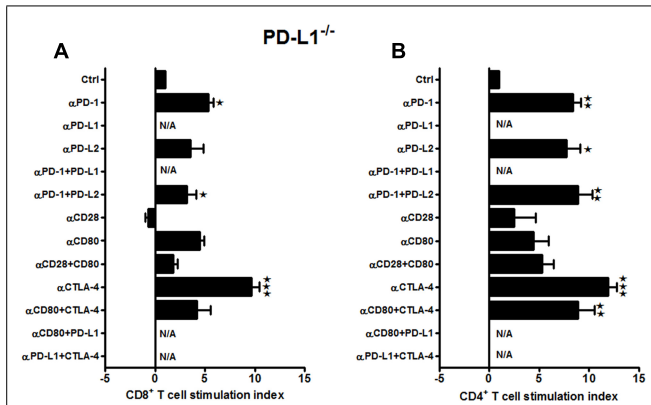 PD-L1-/-
A
Ctrl
αPD-1
αPD-L1
αPD-L2
αPD-1+PD-L1
αPD-1+PD-L2
αCD28
αCD80
αCD28+CD80
αCTLA-4
αCD80+CTLA-4
αCD80+PD-L1
αPD-L1+CTLA-4
★
N/A
N/A
★
★★★
N/A
N/A
-5 0 5 10 15
CD8+ T cell stimulation index
B
Ctrl
αPD-1
αPD-L1
αPD-L2
αPD-1+PD-L1
αPD-1+PD-L2
αCD28
αCD80
αCD28+CD80
αCTLA-4
αCD80+CTLA-4
αCD80+PD-L1
αPD-L1+CTLA-4
★★
N/A
★
N/A
★★
★★★
★★
N/A
N/A
-5 0 5 10 15
CD4+ T cell stimulation index